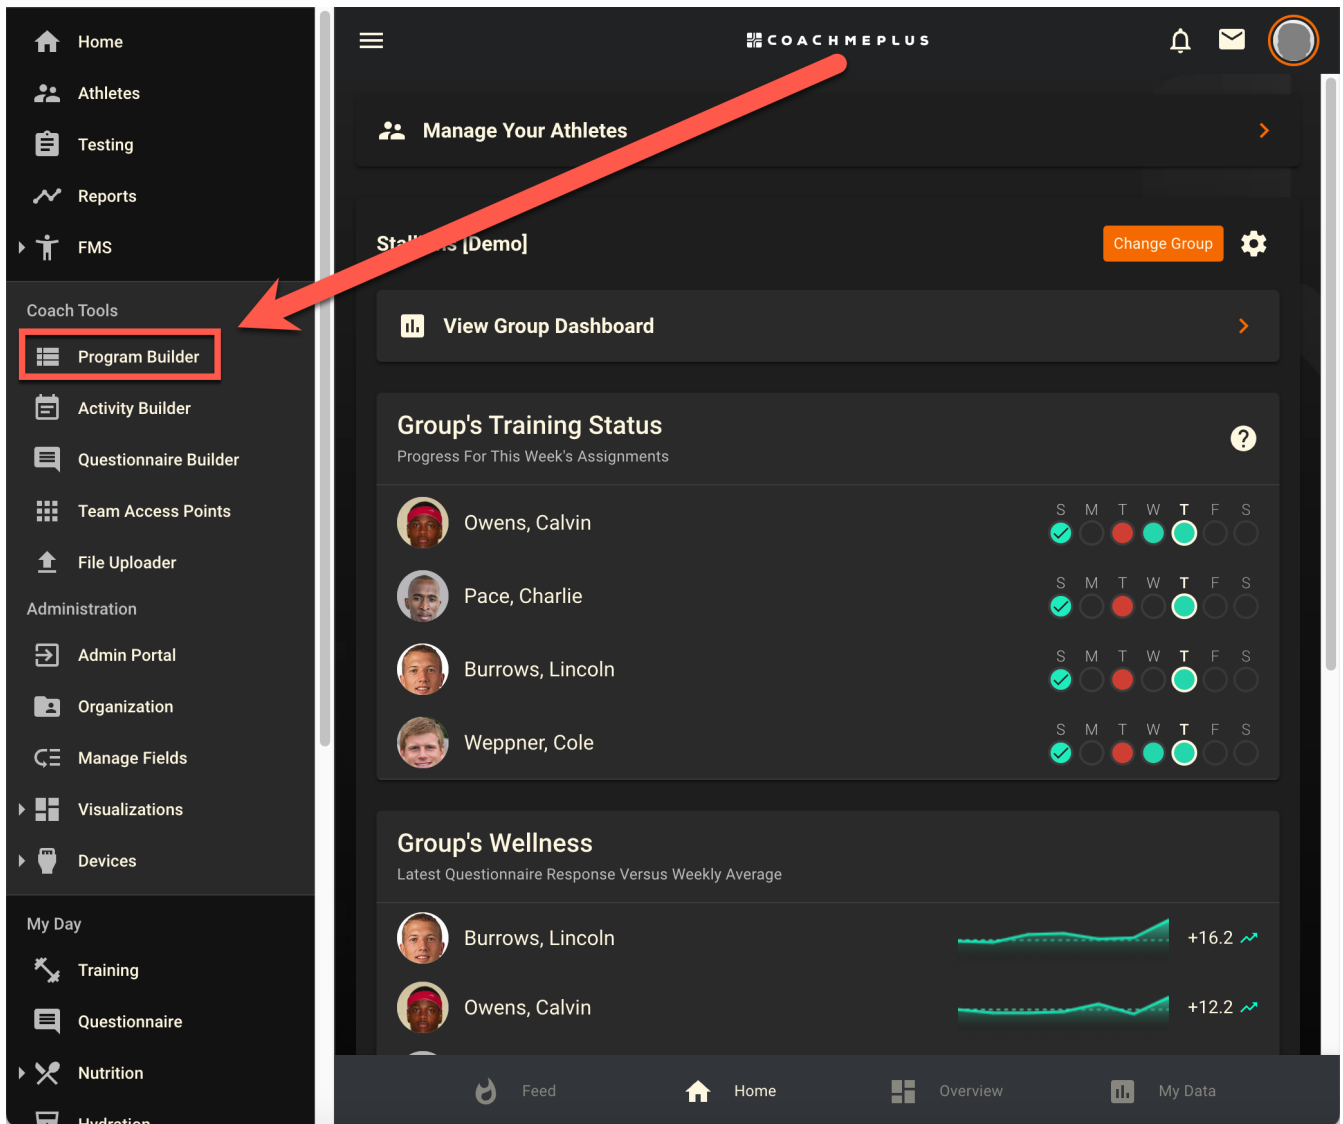 Home
Athletes
Testing
Reports
FMS
Coach Tools
Program Builder
Activity Builder
Questionnaire Builder
Team Access Points
File Uploader
Administration
Admin Portal
Organization
Manage Fields
Visualizations
Devices
My Day
Training
Questionnaire
Nutrition
Hydration
COACHMEPLUS
Manage Your Athletes
[Demo]
Change Group
View Group Dashboard
Group's Training Status
Progress For This Week's Assignments
?
Owens, Calvin
S M T W T F S
Pace, Charlie
S M T W T F S
Burrows, Lincoln
S M T W T F S
Weppner, Cole
S M T W T F S
Group's Wellness
Latest Questionnaire Response Versus Weekly Average
Burrows, Lincoln +16.2
Owens, Calvin +12.2
Feed Home Overview My Data